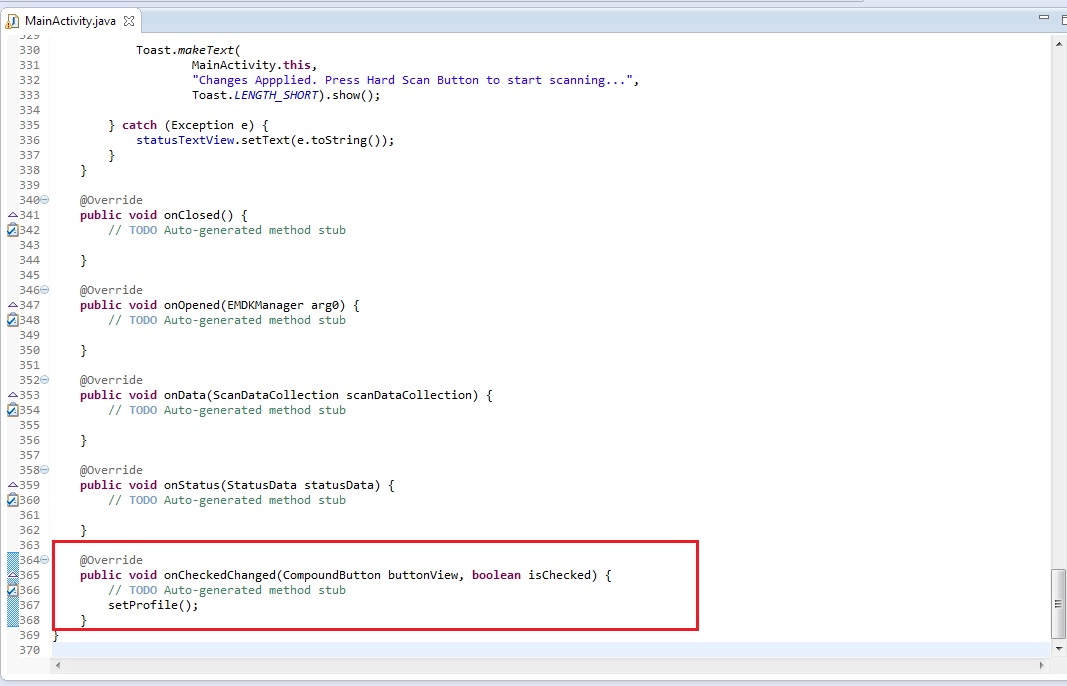 MainActivity.java
329
330 Toast.makeText(
331 MainActivity.this,
332 "Changes Appplied. Press Hard Scan Button to start scanning...",
333 Toast.LENGTH_SHORT).show();
334
335 } catch (Exception e) {
336 statusTextView.setText(e.toString());
337 }
338 }
339
340 @Override
341 public void onClosed() {
342 // TODO Auto-generated method stub
343
344 }
345
346 @Override
347 public void onOpened(EMDKManager arg0) {
348 // TODO Auto-generated method stub
349
350 }
351
352 @Override
353 public void onData(ScanDataCollection scanDataCollection) {
354 // TODO Auto-generated method stub
355
356 }
357
358 @Override
359 public void onStatus(StatusData statusData) {
360 // TODO Auto-generated method stub
361
362 }
363
364 @Override
365 public void onCheckedChanged(CompoundButton buttonView, boolean isChecked) {
366 // TODO Auto-generated method stub
367 setProfile();
368 }
369 }
370